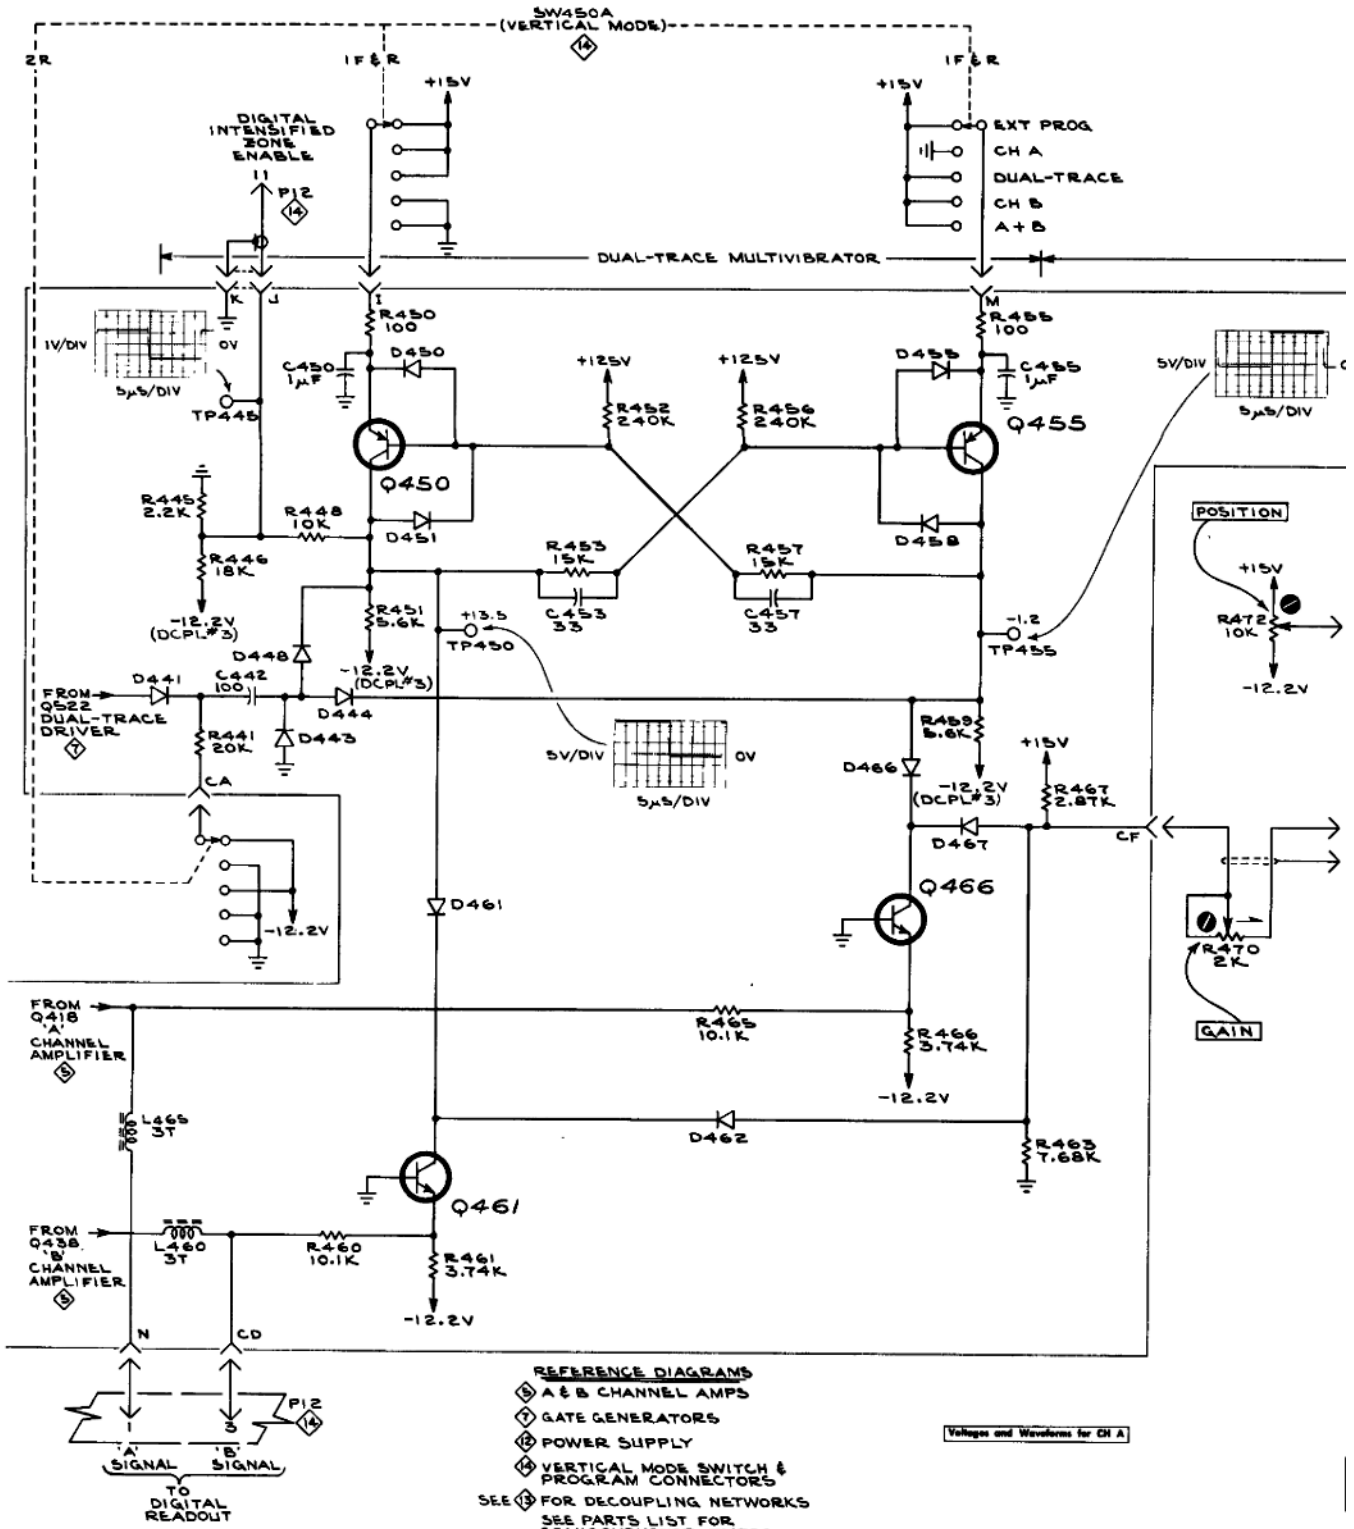 SW450A
(VERTICAL MODE)
14
2R
1F & R
1F & R
+15V
+15V
DIGITAL
INTENSIFIED
ZONE
ENABLE
11
P12
14
EXT PROG
CH A
DUAL-TRACE
CH B
A+B
DUAL-TRACE MULTIVIBRATOR
K
J
I
M
R450
100
R455
100
1V/DIV
0V
5µS/DIV
TP445
C450
1µF
D450
+125V
+125V
D455
C455
1µF
5V/DIV
5µS/DIV
R452
240K
R456
240K
Q450
Q455
R445
2.2K
R448
10K
D451
D458
POSITION
R446
18K
R453
15K
R457
15K
+15V
C453
33
C457
33
-12.2V
(DCPL#3)
R451
5.6K
+13.5
TP450
-1.2
TP455
R472
10K
D448
-12.2V
(DCPL#3)
-12.2V
D441
C442
100
FROM
Q522
DUAL-TRACE
DRIVER
7
D444
R441
20K
D443
R459
5.6K
+15V
5V/DIV
0V
5µS/DIV
D466
-12.2V
(DCPL#3)
R467
2.87K
CA
D467
CF
Q466
D461
-12.2V
R470
2K
GAIN
FROM
Q418
'A'
CHANNEL
AMPLIFIER
5
R465
10.1K
R466
3.74K
-12.2V
L465
3T
D462
R463
7.68K
Q461
FROM
Q438
'B'
CHANNEL
AMPLIFIER
5
L460
3T
R460
10.1K
R461
3.74K
-12.2V
N
CD
P12
14
1
3
'A'
SIGNAL
'B'
SIGNAL
TO
DIGITAL
READOUT
REFERENCE DIAGRAMS
5 A & B CHANNEL AMPS
7 GATE GENERATORS
12 POWER SUPPLY
14 VERTICAL MODE SWITCH &
PROGRAM CONNECTORS
SEE 13 FOR DECOUPLING NETWORKS
SEE PARTS LIST FOR
Voltages and Waveforms for CH A